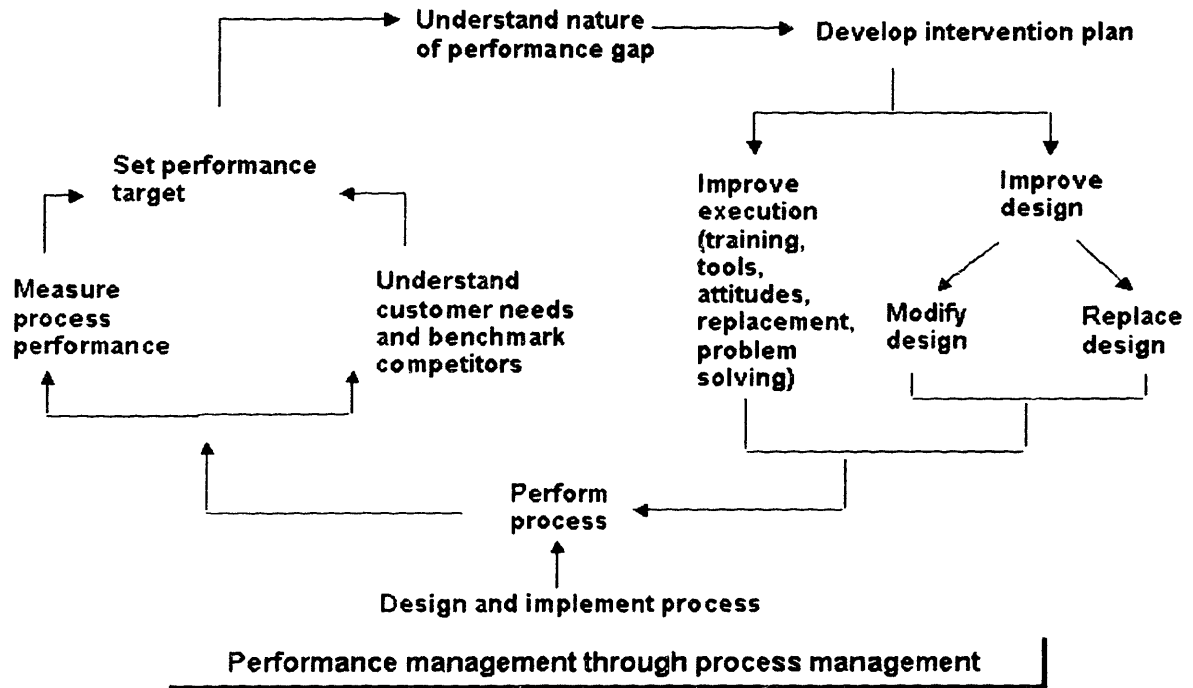 Understand nature
of performance gap
Develop intervention plan
Set performance
target
Improve
execution
(training,
tools,
attitudes,
replacement,
problem
solving)
Improve
design
Measure
process
performance
Understand
customer needs
and benchmark
competitors
Modify
design
Replace
design
Perform
process
Design and implement process
Performance management through process management